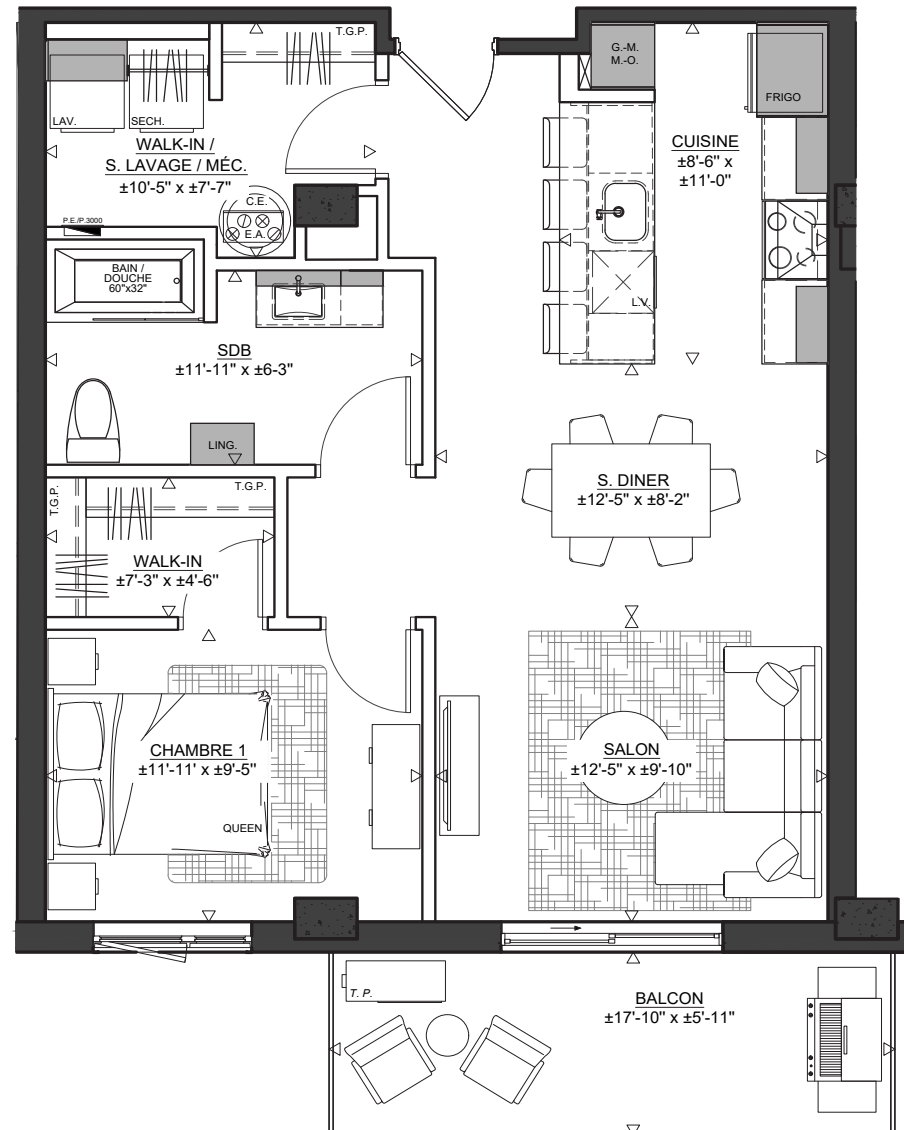 T.G.P.
G.-M.
M.-O.
FRIGO
LAV.
SECH.
WALK-IN /
S. LAVAGE / MÉC.
±10'-5" x ±7'-7"
CUISINE
±8'-6" x
±11'-0"
C.E.
E.A.
P.E./P.3000
BAIN /
DOUCHE
60"x32"
L.V.
SDB
±11'-11" x ±6-3"
LING.
T.G.P.
T.G.P.
S. DINER
±12'-5" x ±8'-2"
WALK-IN
±7'-3" x ±4'-6"
CHAMBRE 1
±11'-11' x ±9'-5"
QUEEN
SALON
±12'-5" x ±9'-10"
T. P.
BALCON
±17'-10" x ±5'-11"